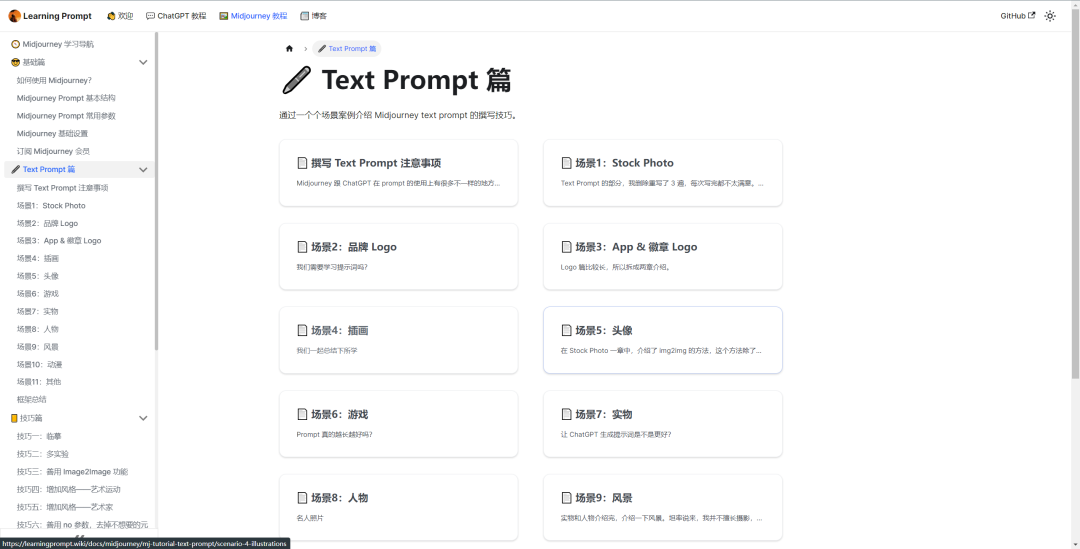 Learning Prompt
欢迎
ChatGPT 教程
Midjourney 教程
博客
GitHub
Midjourney 学习导航
基础篇
如何使用 Midjourney?
Midjourney Prompt 基本结构
Midjourney Prompt 常用参数
Midjourney 基础设置
订阅 Midjourney 会员
Text Prompt 篇
撰写 Text Prompt 注意事项
场景1：Stock Photo
场景2：品牌 Logo
场景3：App & 徽章 Logo
场景4：插画
场景5：头像
场景6：游戏
场景7：实物
场景8：人物
场景9：风景
场景10：动漫
场景11：其他
框架总结
技巧篇
技巧一：临摹
技巧二：多实验
技巧三：善用 Image2Image 功能
技巧四：增加风格——艺术运动
技巧五：增加风格——艺术家
技巧六：善用 no 参数，去掉不想要的元
https://learningprompt.wiki/docs/midjourney/mj-tutorial-text-prompt/scenario-4-illustrations
Text Prompt 篇
Text Prompt 篇
通过一个个场景案例介绍 Midjourney text prompt 的撰写技巧。
撰写 Text Prompt 注意事项
Midjourney 跟 ChatGPT 在 prompt 的使用上有很多不一样的地方...
场景1：Stock Photo
Text Prompt 的部分，我删除重写了 3 遍，每次写完都不太满意。...
场景2：品牌 Logo
我们需要学习提示词吗？
场景3：App & 徽章 Logo
Logo 篇比较长，所以拆成两章介绍。
场景4：插画
我们一起总结下所学
场景5：头像
在 Stock Photo 一章中，介绍了 img2img 的方法，这个方法除了...
场景6：游戏
Prompt 真的越长越好吗？
场景7：实物
让 ChatGPT 生成提示词是不是更好？
场景8：人物
名人照片
场景9：风景
实物和人物介绍完，介绍一下风景。坦率说来，我并不擅长摄影，...